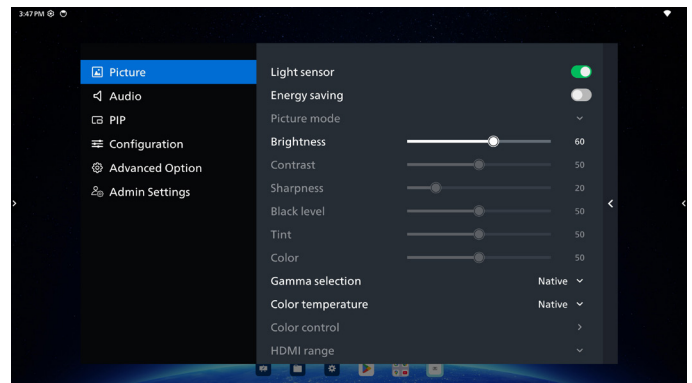 3:47 PM
Picture
Audio
PIP
Configuration
Advanced Option
Admin Settings
Light sensor
Energy saving
Picture mode
Brightness 60
Contrast 50
Sharpness 20
Black level 50
Tint 50
Color 50
Gamma selection Native
Color temperature Native
Color control
HDMI range